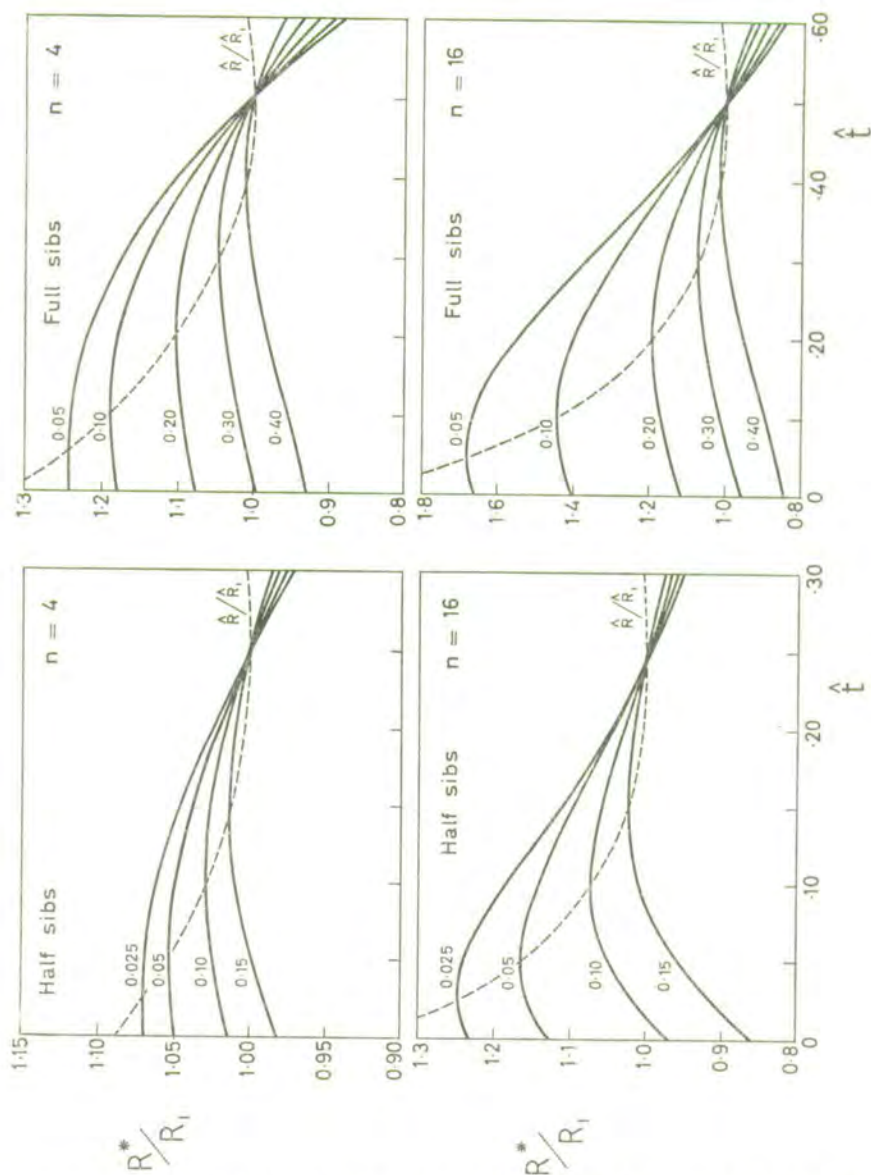 Half sibs
n = 4
1·15
1·10
1·05
1·00
0·95
0·90
0·025
0·05
0·10
0·15
R̂/R̂₁
R*/R₁
Full sibs
n = 4
1·3
1·2
1·1
1·0
0·9
0·8
0·05
0·10
0·20
0·30
0·40
R̂/R̂₁
Half sibs
n = 16
1·3
1·2
1·1
1·0
0·9
0·8
0·025
0·05
0·10
0·15
R̂/R̂₁
R*/R₁
0 ·10 ·20 ·30
t̂
Full sibs
n = 16
1·8
1·6
1·4
1·2
1·0
0·8
0·05
0·10
0·20
0·30
0·40
R̂/R̂₁
0 ·20 ·40 ·60
t̂